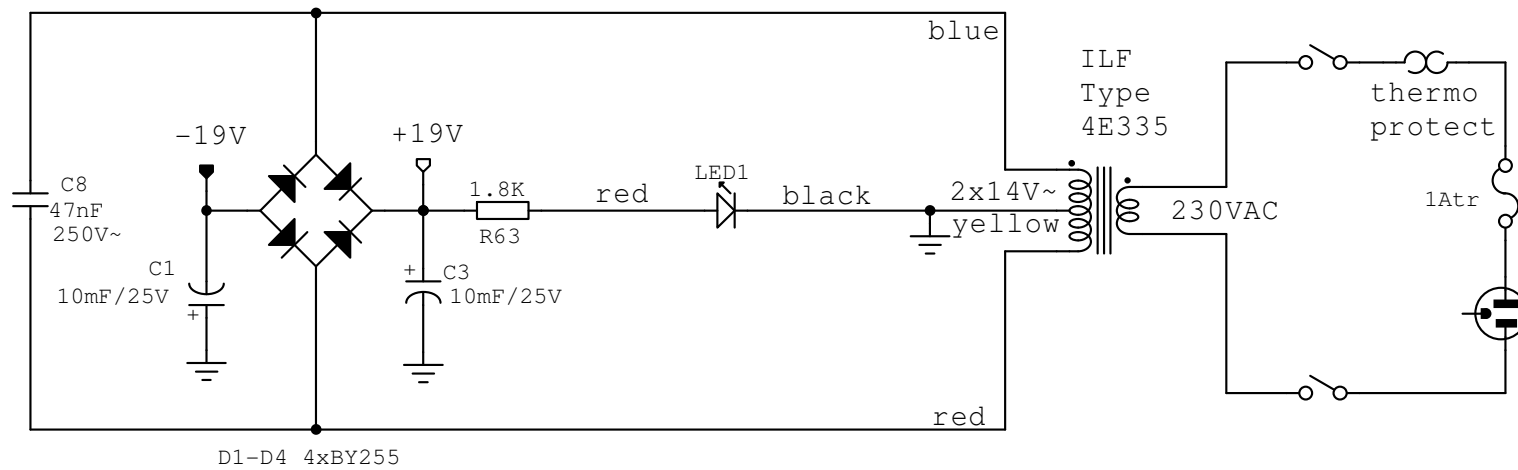 blue
ILF
Type
4E335
thermo
protect
-19V
+19V
C8
47nF
250V~
1.8K
R63
red
LED1
black
2x14V~
yellow
230VAC
1Atr
C1
10mF/25V
+
+
C3
10mF/25V
red
D1-D4 4xBY255